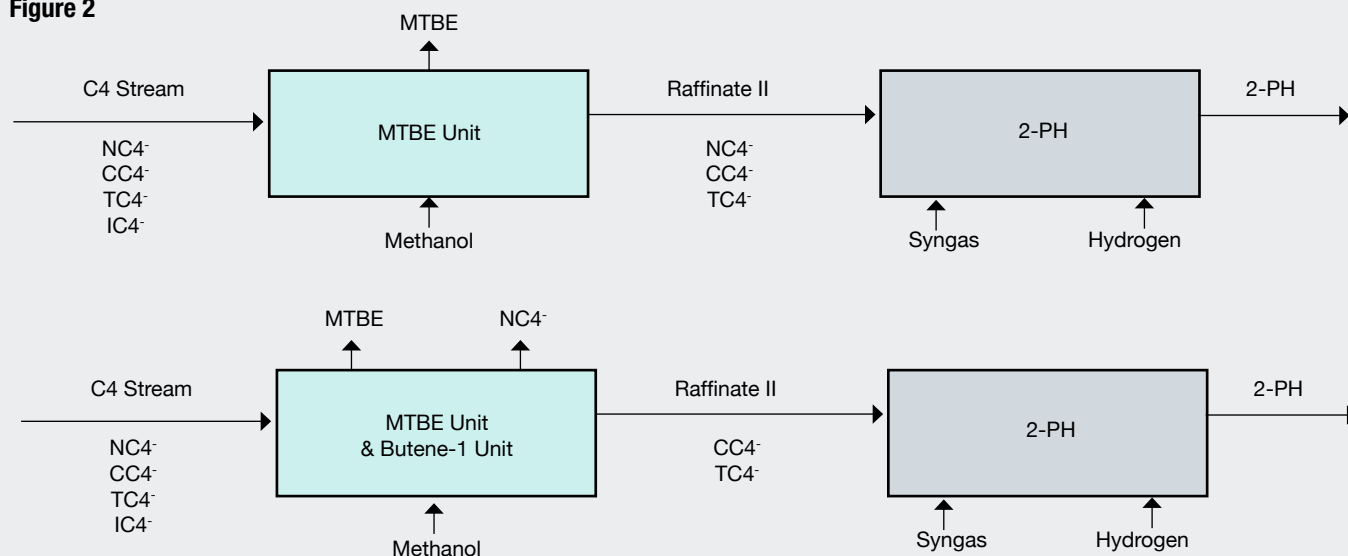 Figure 2
MTBE
C4 Stream
MTBE Unit
Raffinate II
2-PH
2-PH
NC4-
CC4-
TC4-
IC4-
NC4-
CC4-
TC4-
Methanol
Syngas
Hydrogen
MTBE
NC4-
C4 Stream
MTBE Unit
& Butene-1 Unit
Raffinate II
2-PH
2-PH
NC4-
CC4-
TC4-
IC4-
CC4-
TC4-
Methanol
Syngas
Hydrogen